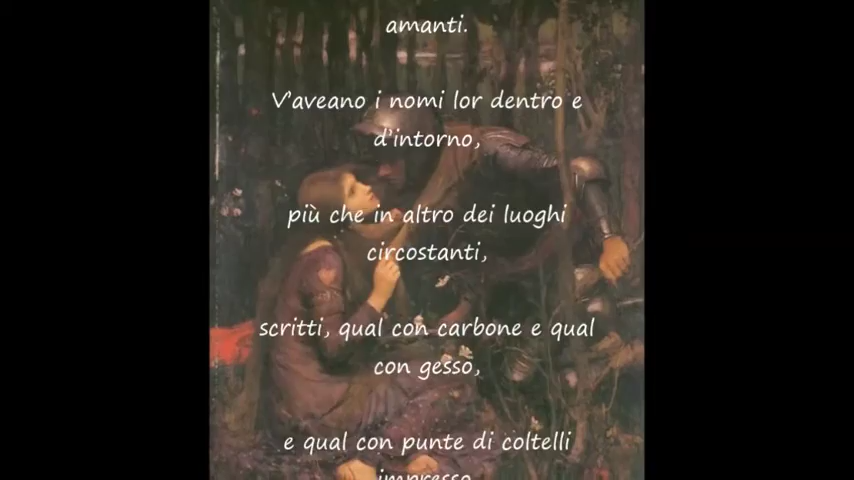 amanti.
V'aveano i nomi lor dentro e
d'intorno,
più che in altro dei luoghi
circostanti,
scritti, qual con carbone e qual
con gesso,
e qual con punte di coltelli
impresso